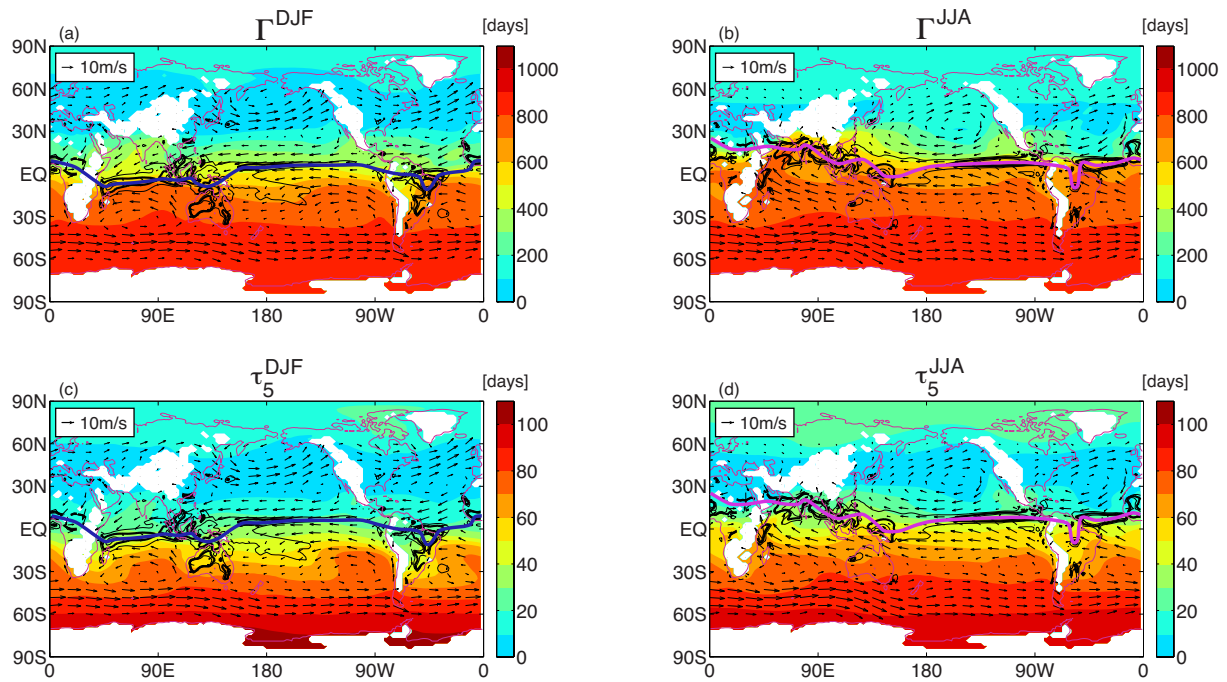 (a) Γ^DJF [days]
90N 60N 30N EQ 30S 60S 90S
10m/s
1000 800 600 400 200 0
0 90E 180 90W 0
(b) Γ^JJA [days]
90N 60N 30N EQ 30S 60S 90S
10m/s
1000 800 600 400 200 0
0 90E 180 90W 0
(c) τ_5^DJF [days]
90N 60N 30N EQ 30S 60S 90S
10m/s
100 80 60 40 20 0
0 90E 180 90W 0
(d) τ_5^JJA [days]
90N 60N 30N EQ 30S 60S 90S
10m/s
100 80 60 40 20 0
0 90E 180 90W 0